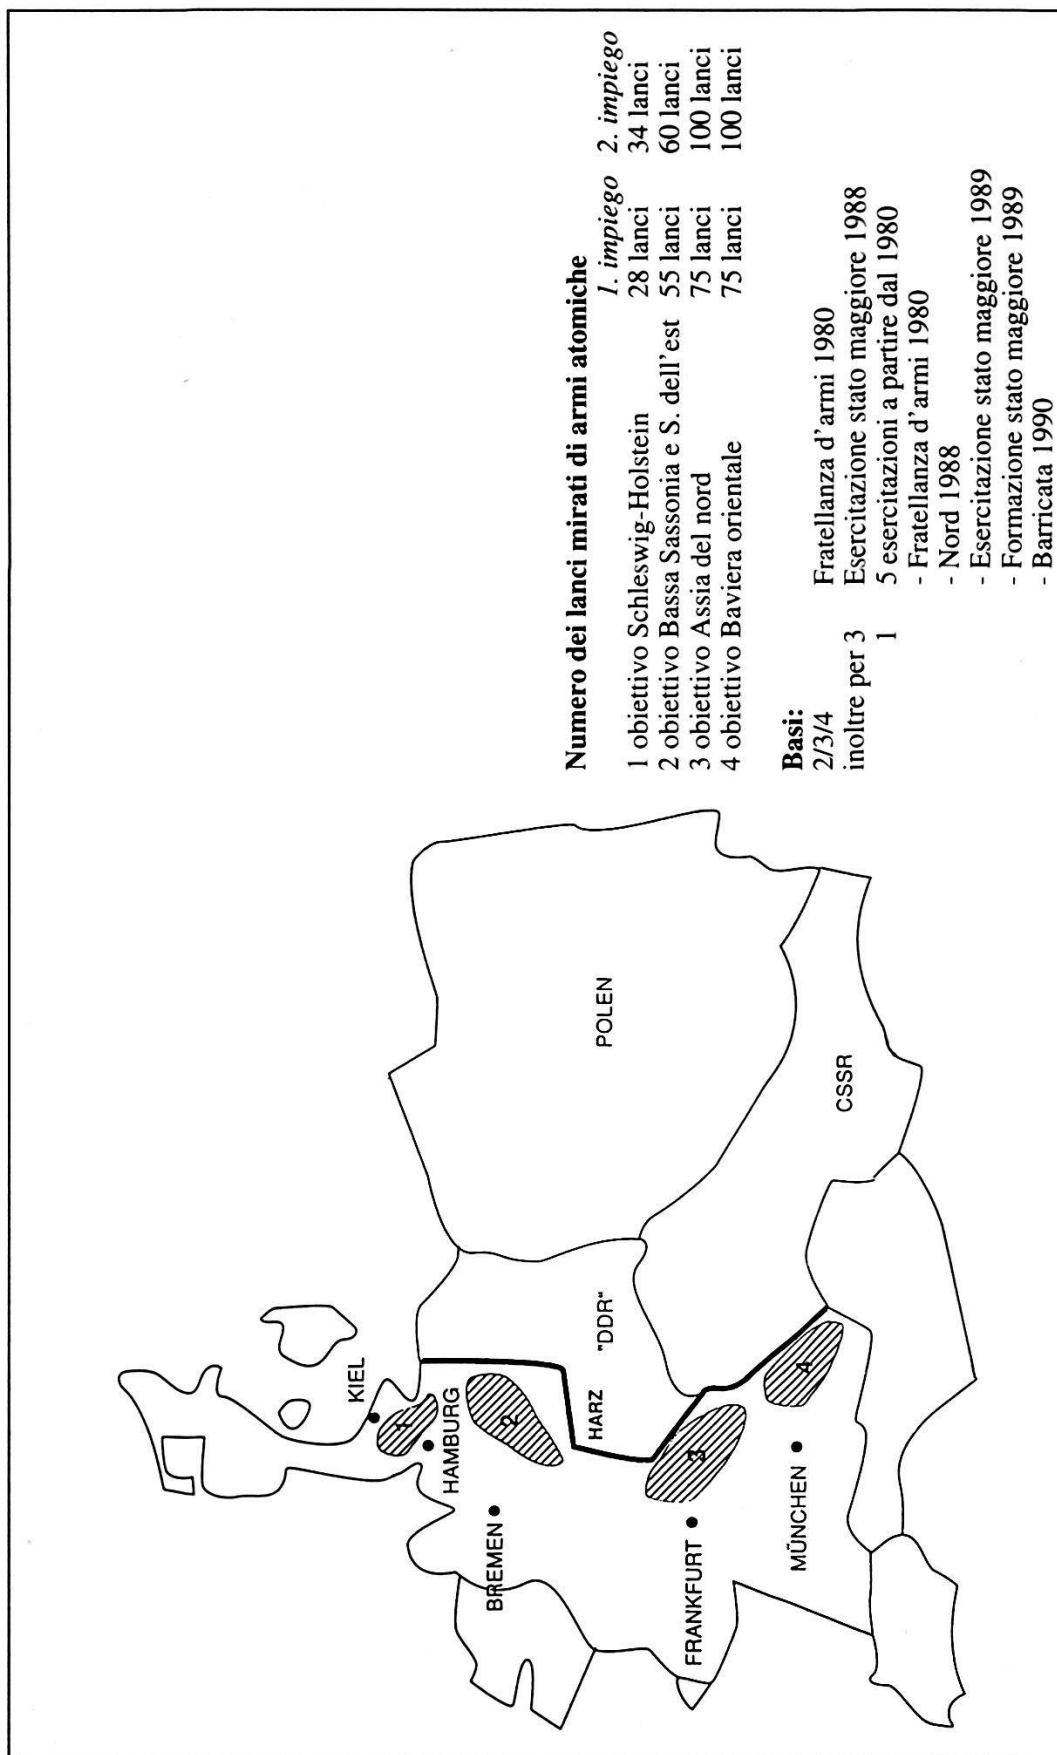 KIEL
HAMBURG
BREMEN
HARZ
"DDR"
POLEN
FRANKFURT
MÜNCHEN
CSSR
1
2
3
4
Numero dei lanci mirati di armi atomiche
1. impiego 2. impiego
1 obiettivo Schleswig-Holstein 28 lanci 34 lanci
2 obiettivo Bassa Sassonia e S. dell'est 55 lanci 60 lanci
3 obiettivo Assia del nord 75 lanci 100 lanci
4 obiettivo Baviera orientale 75 lanci 100 lanci
Basi:
2/3/4 Fratellanza d'armi 1980
inoltre per 3 Esercitazione stato maggiore 1988
1 5 esercitazioni a partire dal 1980
- Fratellanza d'armi 1980
- Nord 1988
- Esercitazione stato maggiore 1989
- Formazione stato maggiore 1989
- Barricata 1990